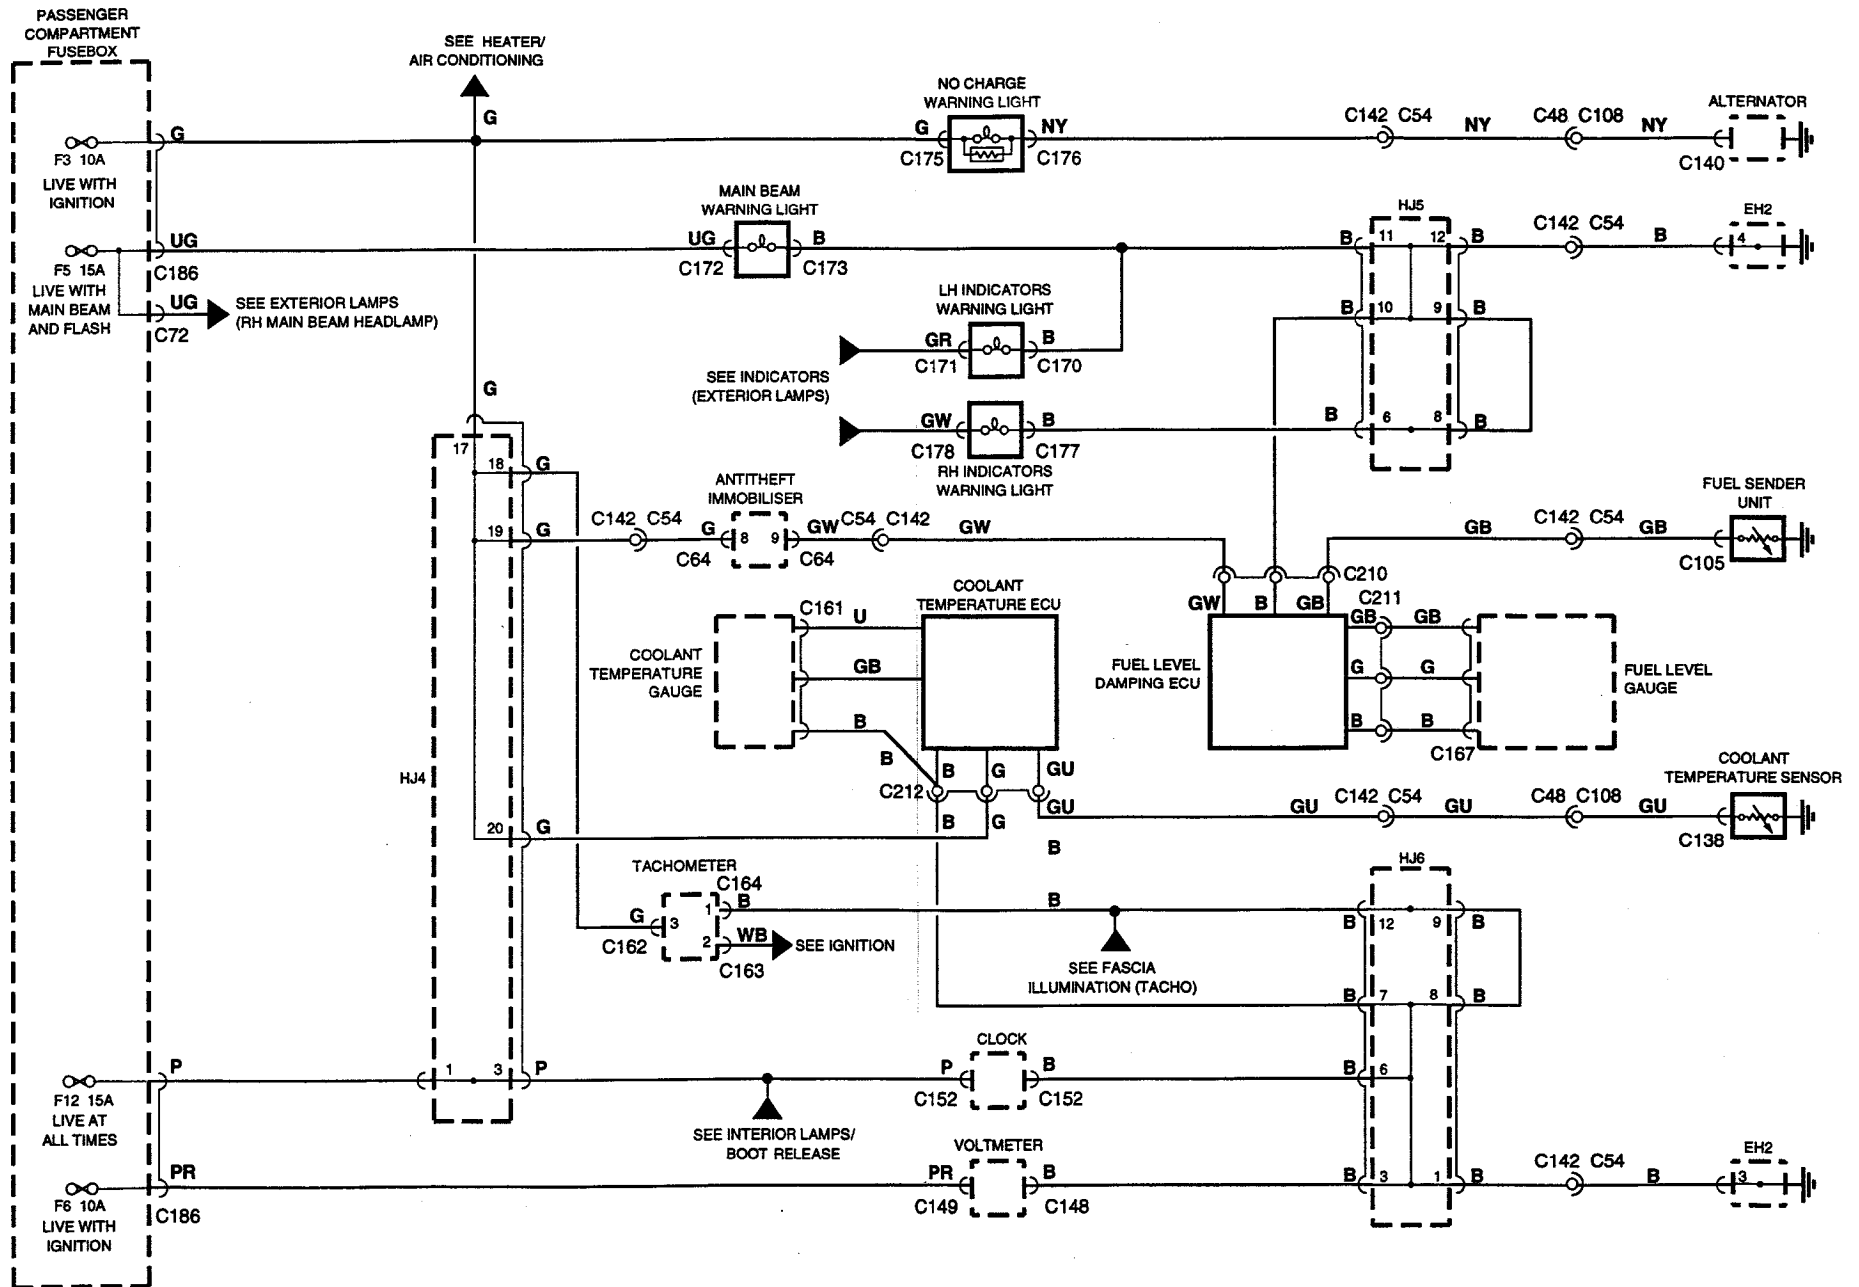 PASSENGER
COMPARTMENT
FUSEBOX
SEE HEATER/
AIR CONDITIONING
G
G
F3 10A
LIVE WITH
IGNITION
NO CHARGE
WARNING LIGHT
G
C175
NY
C176
C142 C54
NY
C48 C108
NY
ALTERNATOR
C140
MAIN BEAM
WARNING LIGHT
UG
C186
F5 15A
LIVE WITH
MAIN BEAM
AND FLASH
UG
C72
SEE EXTERIOR LAMPS
(RH MAIN BEAM HEADLAMP)
UG
C172
B
C173
HJ5
B
11
12
B
C142 C54
B
EH2
4
B
10
9
B
LH INDICATORS
WARNING LIGHT
GR
C171
B
C170
SEE INDICATORS
(EXTERIOR LAMPS)
GW
C178
B
C177
RH INDICATORS
WARNING LIGHT
B
6
8
B
G
17
18
G
19
G
C142 C54
G
C64
ANTITHEFT
IMMOBILISER
8
9
GW
C64
C54 C142
GW
GB
C142 C54
GB
FUEL SENDER
UNIT
C105
C210
GW
B
GB
C211
COOLANT
TEMPERATURE ECU
C161
U
GB
B
COOLANT
TEMPERATURE
GAUGE
FUEL LEVEL
DAMPING ECU
GB
GB
G
G
B
B
C167
FUEL LEVEL
GAUGE
HJ4
B
B
G
GU
C212
B
G
GU
GU
C142 C54
GU
C48 C108
GU
COOLANT
TEMPERATURE SENSOR
C138
20
G
B
TACHOMETER
C164
G
C162
3
1
B
2
WB
C163
SEE IGNITION
B
SEE FASCIA
ILLUMINATION (TACHO)
HJ6
B
12
9
B
B
7
8
B
F12 15A
LIVE AT
ALL TIMES
P
1
3
P
SEE INTERIOR LAMPS/
BOOT RELEASE
CLOCK
P
C152
B
C152
B
6
F6 10A
LIVE WITH
IGNITION
PR
C186
VOLTMETER
PR
C149
B
C148
B
3
1
B
C142 C54
B
EH2
3